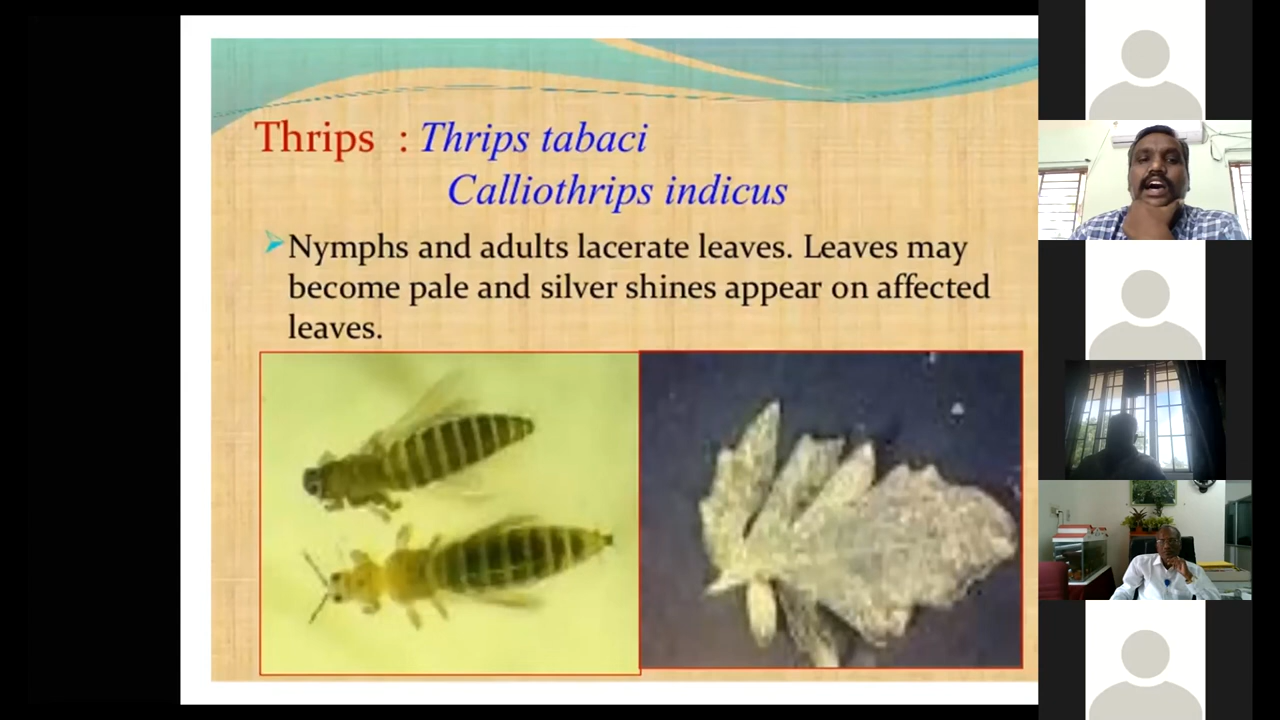 Thrips : Thrips tabaci
Calliothrips indicus
Nymphs and adults lacerate leaves. Leaves may
become pale and silver shines appear on affected
leaves.